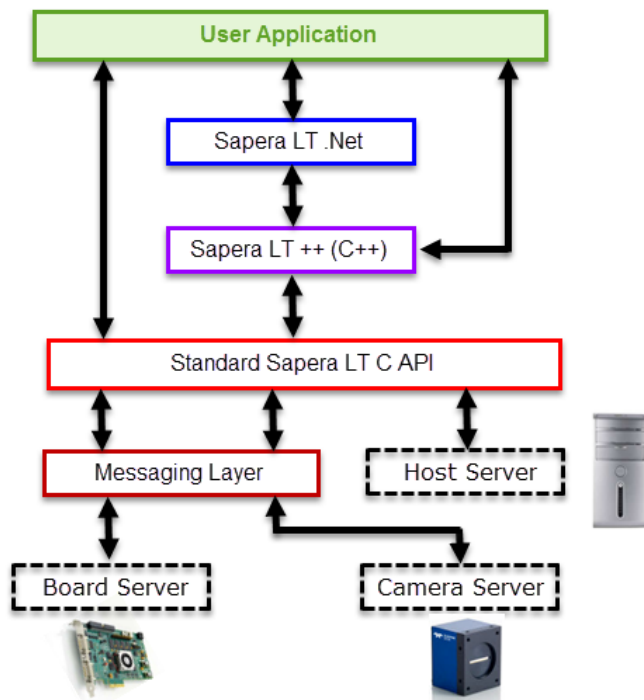 User Application
Sapera LT .Net
Sapera LT ++ (C++)
Standard Sapera LT C API
Messaging Layer
Host Server
Board Server
Camera Server